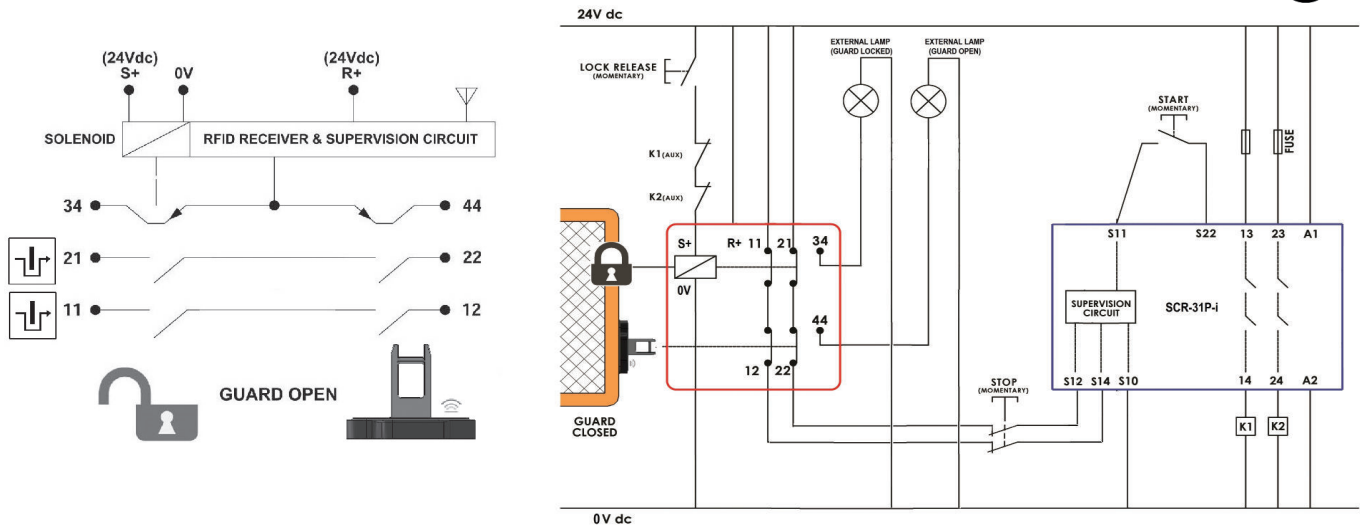 (24Vdc)
S+
0V
(24Vdc)
R+
SOLENOID
RFID RECEIVER & SUPERVISION CIRCUIT
34
44
21
22
11
12
GUARD OPEN
24V dc
LOCK RELEASE
(MOMENTARY)
EXTERNAL LAMP
(GUARD LOCKED)
EXTERNAL LAMP
(GUARD OPEN)
START
(MOMENTARY)
FUSE
K1(AUX)
K2(AUX)
S+
R+
11
21
34
0V
44
12
22
GUARD
CLOSED
STOP
(MOMENTARY)
S11
S22
13
23
A1
SUPERVISION
CIRCUIT
SCR-31P-i
S12
S14
S10
14
24
A2
K1
K2
0V dc